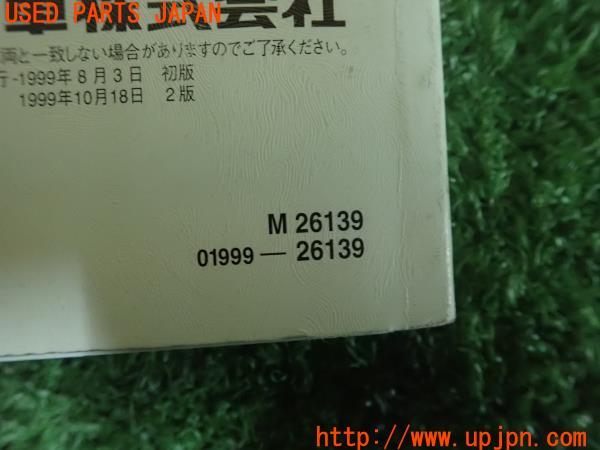 USED PARTS JAPAN
車株式会社
両と一致しない場合がありますのでご了承ください。
行-1999年8月3日 初版
1999年10月18日 2版
M 26139
01999—26139
http://www.upjpn.com/